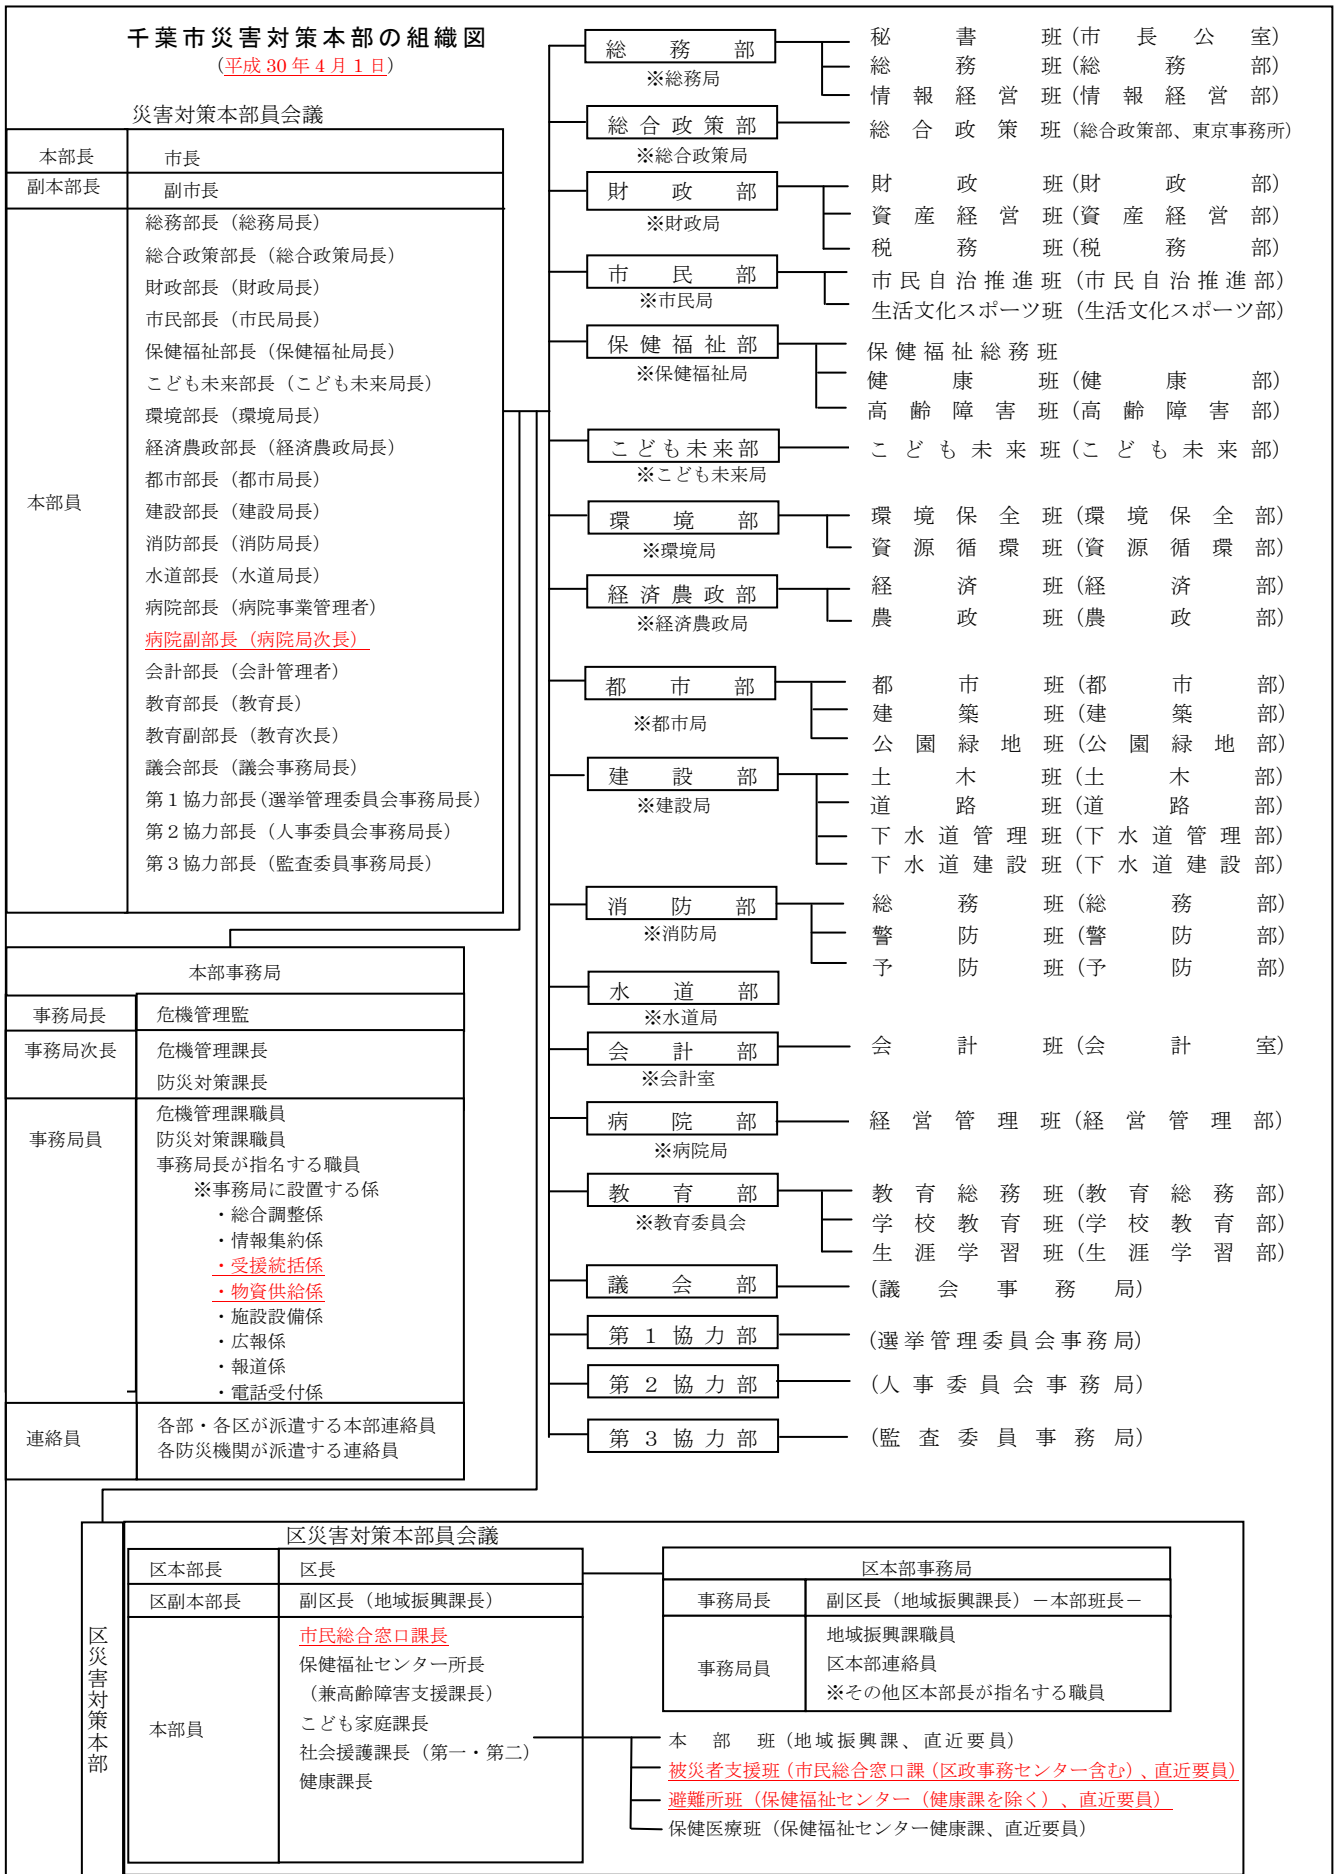 千葉市災害対策本部の組織図
(平成30年4月1日)
災害対策本部員会議
本部長 市長
副本部長 副市長
本部員
総務部長（総務局長）
総合政策部長（総合政策局長）
財政部長（財政局長）
市民部長（市民局長）
保健福祉部長（保健福祉局長）
こども未来部長（こども未来局長）
環境部長（環境局長）
経済農政部長（経済農政局長）
都市部長（都市局長）
建設部長（建設局長）
消防部長（消防局長）
水道部長（水道局長）
病院部長（病院事業管理者）
病院副部長（病院局次長）
会計部長（会計管理者）
教育部長（教育長）
教育副部長（教育次長）
議会部長（議会事務局長）
第1協力部長（選挙管理委員会事務局長）
第2協力部長（人事委員会事務局長）
第3協力部長（監査委員事務局長）
本部事務局
事務局長 危機管理監
事務局次長 危機管理課長
防災対策課長
事務局員
危機管理課職員
防災対策課職員
事務局長が指名する職員
※事務局に設置する係
・総合調整係
・情報集約係
・受援統括係
・物資供給係
・施設設備係
・広報係
・報道係
・電話受付係
連絡員
各部・各区が派遣する本部連絡員
各防災機関が派遣する連絡員
総務部
※総務局
秘書班（市長公室）
総務班（総務部）
情報経営班（情報経営部）
総合政策部
※総合政策局
総合政策班（総合政策部、東京事務所）
財政部
※財政局
財政班（財政部）
資産経営班（資産経営部）
税務班（税務部）
市民部
※市民局
市民自治推進班（市民自治推進部）
生活文化スポーツ班（生活文化スポーツ部）
保健福祉部
※保健福祉局
保健福祉総務班
健康班（健康部）
高齢障害班（高齢障害部）
こども未来部
※こども未来局
こども未来班（こども未来部）
環境部
※環境局
環境保全班（環境保全部）
資源循環班（資源循環部）
経済農政部
※経済農政局
経済班（経済部）
農政班（農政部）
都市部
※都市局
都市班（都市部）
建築班（建築部）
公園緑地班（公園緑地部）
建設部
※建設局
土木班（土木部）
道路班（道路部）
下水道管理班（下水道管理部）
下水道建設班（下水道建設部）
消防部
※消防局
総務班（総務部）
警防班（警防部）
予防班（予防部）
水道部
※水道局
会計部
※会計室
会計班（会計室）
病院部
※病院局
経営管理班（経営管理部）
教育部
※教育委員会
教育総務班（教育総務部）
学校教育班（学校教育部）
生涯学習班（生涯学習部）
議会部
（議会事務局）
第1協力部
（選挙管理委員会事務局）
第2協力部
（人事委員会事務局）
第3協力部
（監査委員事務局）
区災害対策本部
区災害対策本部員会議
区本部長 区長
区副本部長 副区長（地域振興課長）
本部員
市民総合窓口課長
保健福祉センター所長
（兼高齢障害支援課長）
こども家庭課長
社会援護課長（第一・第二）
健康課長
区本部事務局
事務局長 副区長（地域振興課長）－本部班長－
事務局員
地域振興課職員
区本部連絡員
※その他区本部長が指名する職員
本部班（地域振興課、直近要員）
被災者支援班（市民総合窓口課（区政事務センター含む）、直近要員）
避難所班（保健福祉センター（健康課を除く）、直近要員）
保健医療班（保健福祉センター健康課、直近要員）